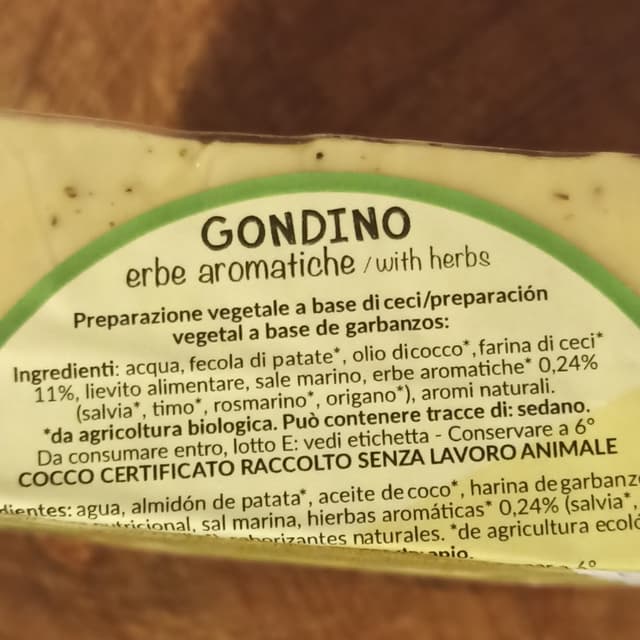 GONDINO
erbe aromatiche / with herbs
Preparazione vegetale a base di ceci/preparación
vegetal a base de garbanzos:
Ingredienti: acqua, fecola di patate*, olio di cocco*, farina di ceci*
11%, lievito alimentare, sale marino, erbe aromatiche* 0,24%
(salvia*, timo*, rosmarino*, origano*), aromi naturali.
*da agricoltura biologica. Può contenere tracce di: sedano.
Da consumare entro, lotto E: vedi etichetta - Conservare a 6°
COCCO CERTIFICATO RACCOLTO SENZA LAVORO ANIMALE
dientes: agua, almidón de patata*, aceite de coco*, harina de garbanzo
nutricional, sal marina, hierbas aromáticas* 0,24% (salvia*,
naturales. *de agricultura ecoló
6°